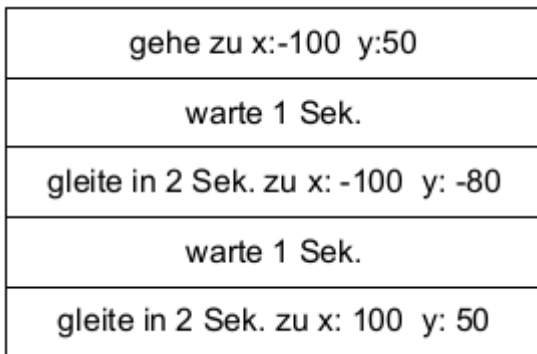 gehe zu x:-100 y:50
warte 1 Sek.
gleite in 2 Sek. zu x: -100 y: -80
warte 1 Sek.
gleite in 2 Sek. zu x: 100 y: 50